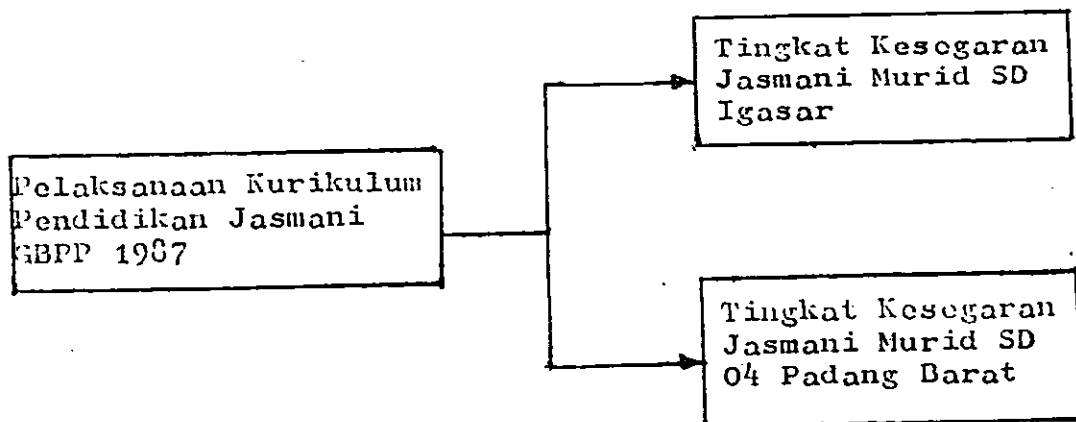 Tingkat Kesegaran
Jasmani Murid SD
Igasar
Pelaksanaan Kurikulum
Pendidikan Jasmani
GBPP 1987
Tingkat Kesegaran
Jasmani Murid SD
04 Padang Barat